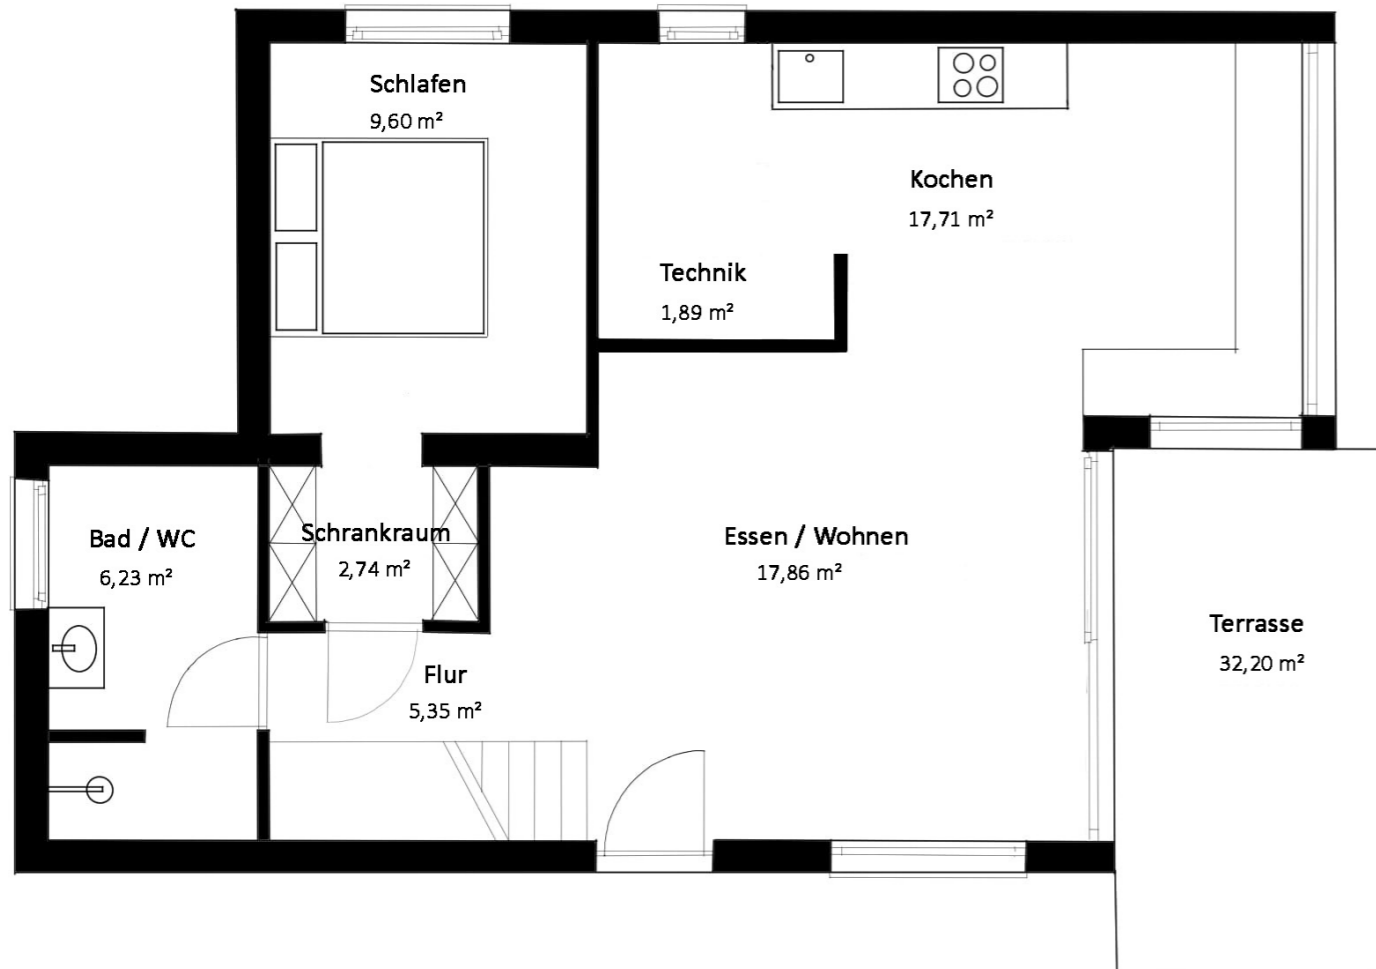 Schlafen
9,60 m²
Kochen
17,71 m²
Technik
1,89 m²
Bad / WC
6,23 m²
Schrankraum
2,74 m²
Essen / Wohnen
17,86 m²
Terrasse
32,20 m²
Flur
5,35 m²